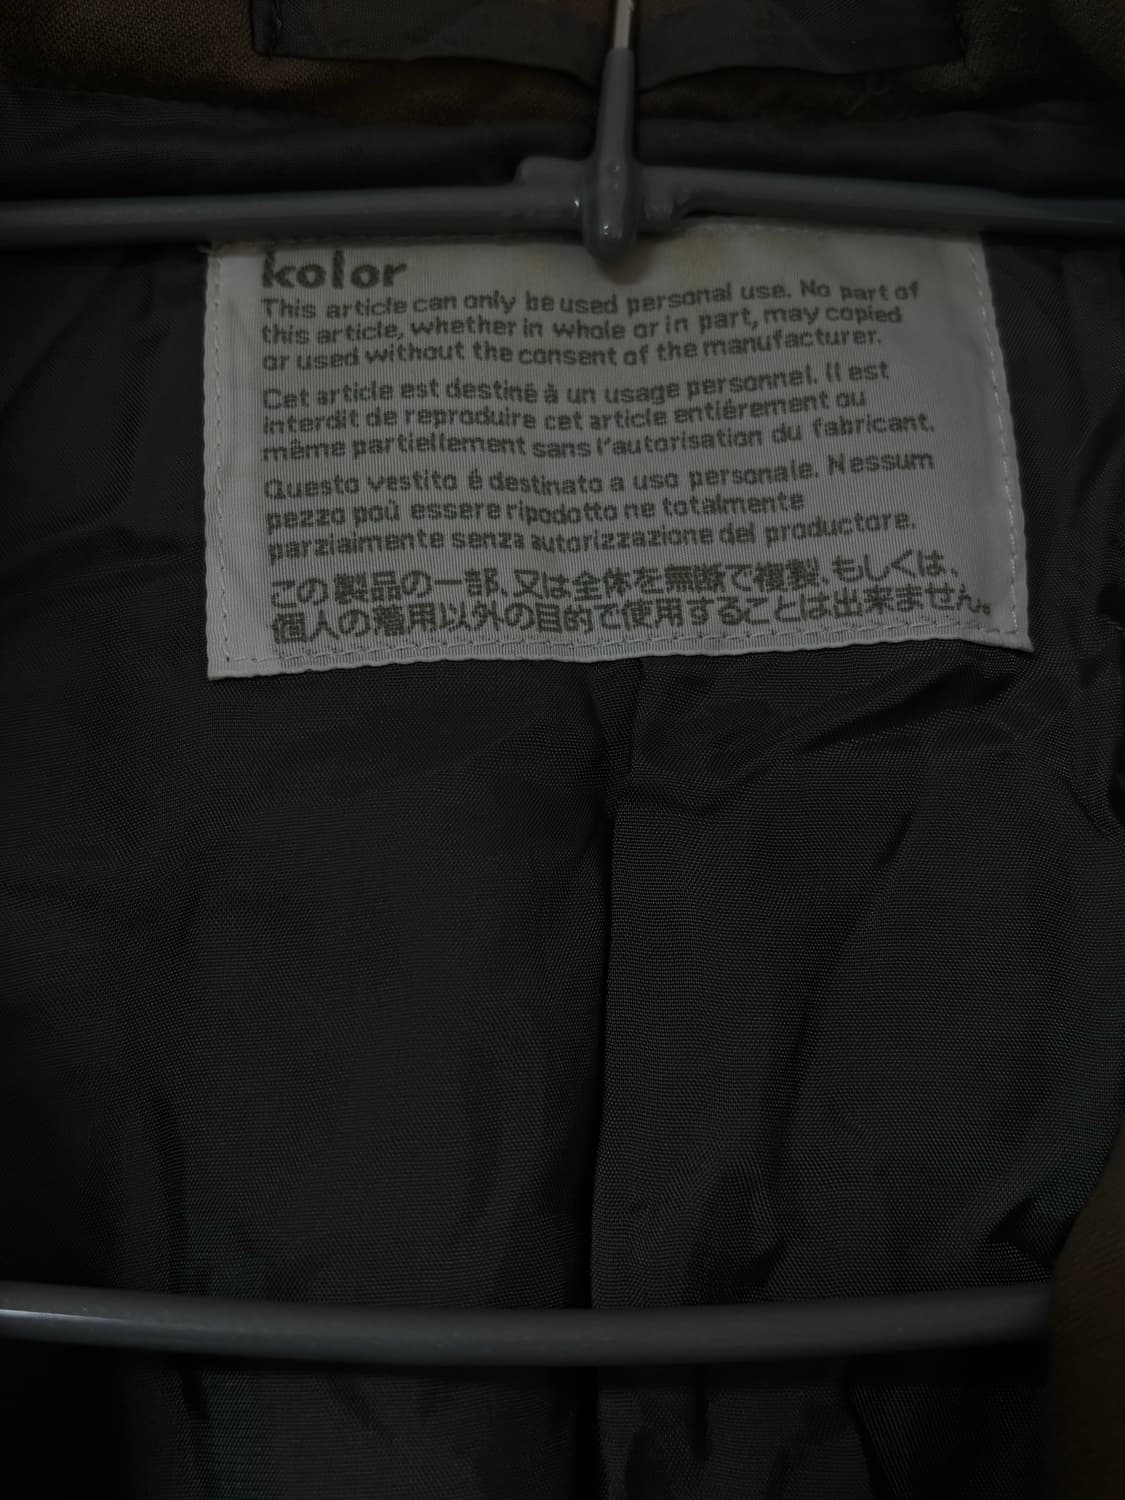 kolor
This article can only be used personal use. No part of
this article, whether in whole or in part, may copied
or used without the consent of the manufacturer.
Cet article est destiné à un usage personnel. Il est
interdit de reproduire cet article entiérement ou
même partiellement sans l'autorisation du fabricant.
Questo vestito é destinato a uso personale. Nessum
pezzo poù essere ripodotto ne totalmente
parzialmente senza autorizzazione del productore.
この製品の一部、又は全体を無断で複製、もしくは、
個人の着用以外の目的で使用することは出来ません。